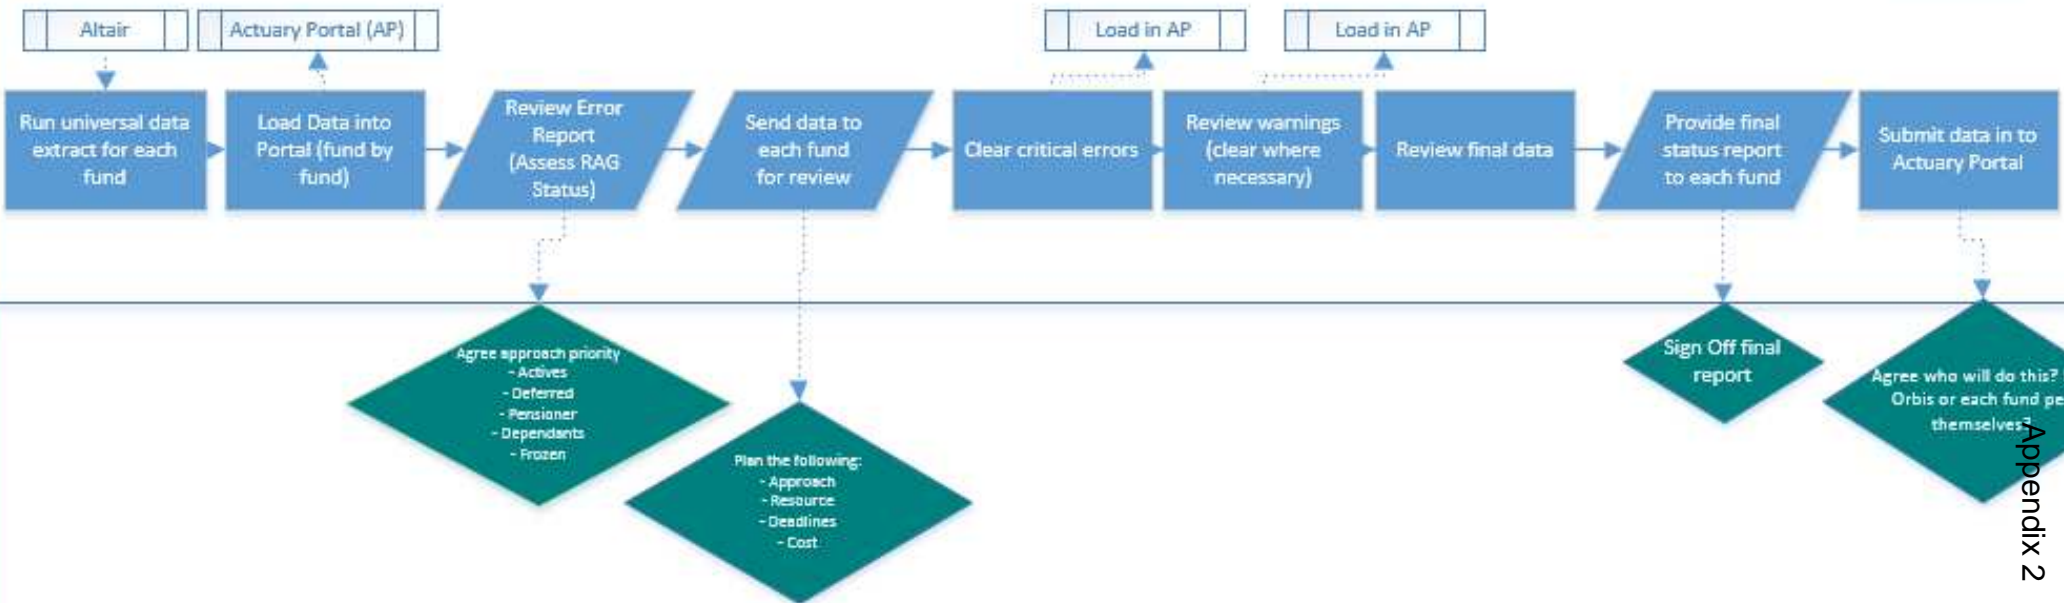 Altair
Actuary Portal (AP)
Load in AP
Load in AP
Run universal data
extract for each
fund
Load Data into
Portal (fund by
fund)
Review Error
Report
(Assess RAG
Status)
Send data to
each fund
for review
Clear critical errors
Review warnings
(clear where
necessary)
Review final data
Provide final
status report
to each fund
Submit data in to
Actuary Portal
Agree approach priority
- Actives
- Deferred
- Pensioner
- Dependants
- Frozen
Plan the following:
- Approach
- Resource
- Deadlines
- Cost
Sign Off final
report
Agree who will do this?
Orbis or each fund pe
themselves?
Appendix 2